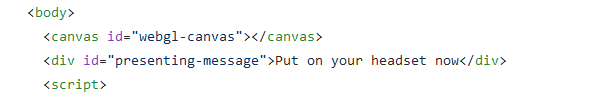 <body>
<canvas id="webgl-canvas"></canvas>
<div id="presenting-message">Put on your headset now</div>
<script>